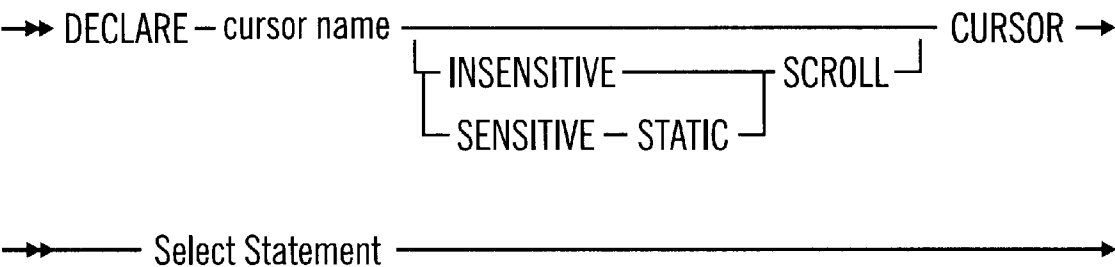 DECLARE – cursor name CURSOR
INSENSITIVE SCROLL
SENSITIVE – STATIC
Select Statement